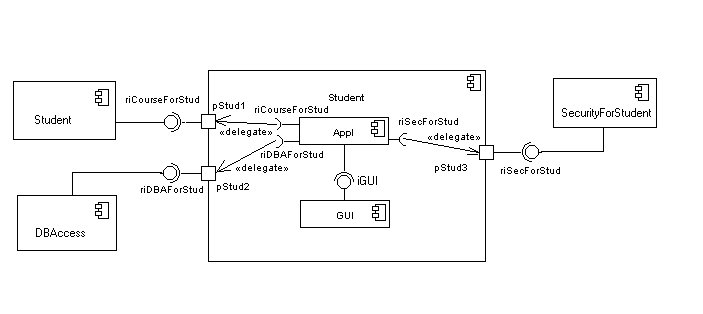 Student
riCourseForStud
pStud1
Student
riCourseForStud
«delegate»
Appl
riSecForStud
«delegate»
riDBAForStud
«delegate»
pStud2
riDBAForStud
DBAccess
iGUI
GUI
pStud3
riSecForStud
SecurityForStudent